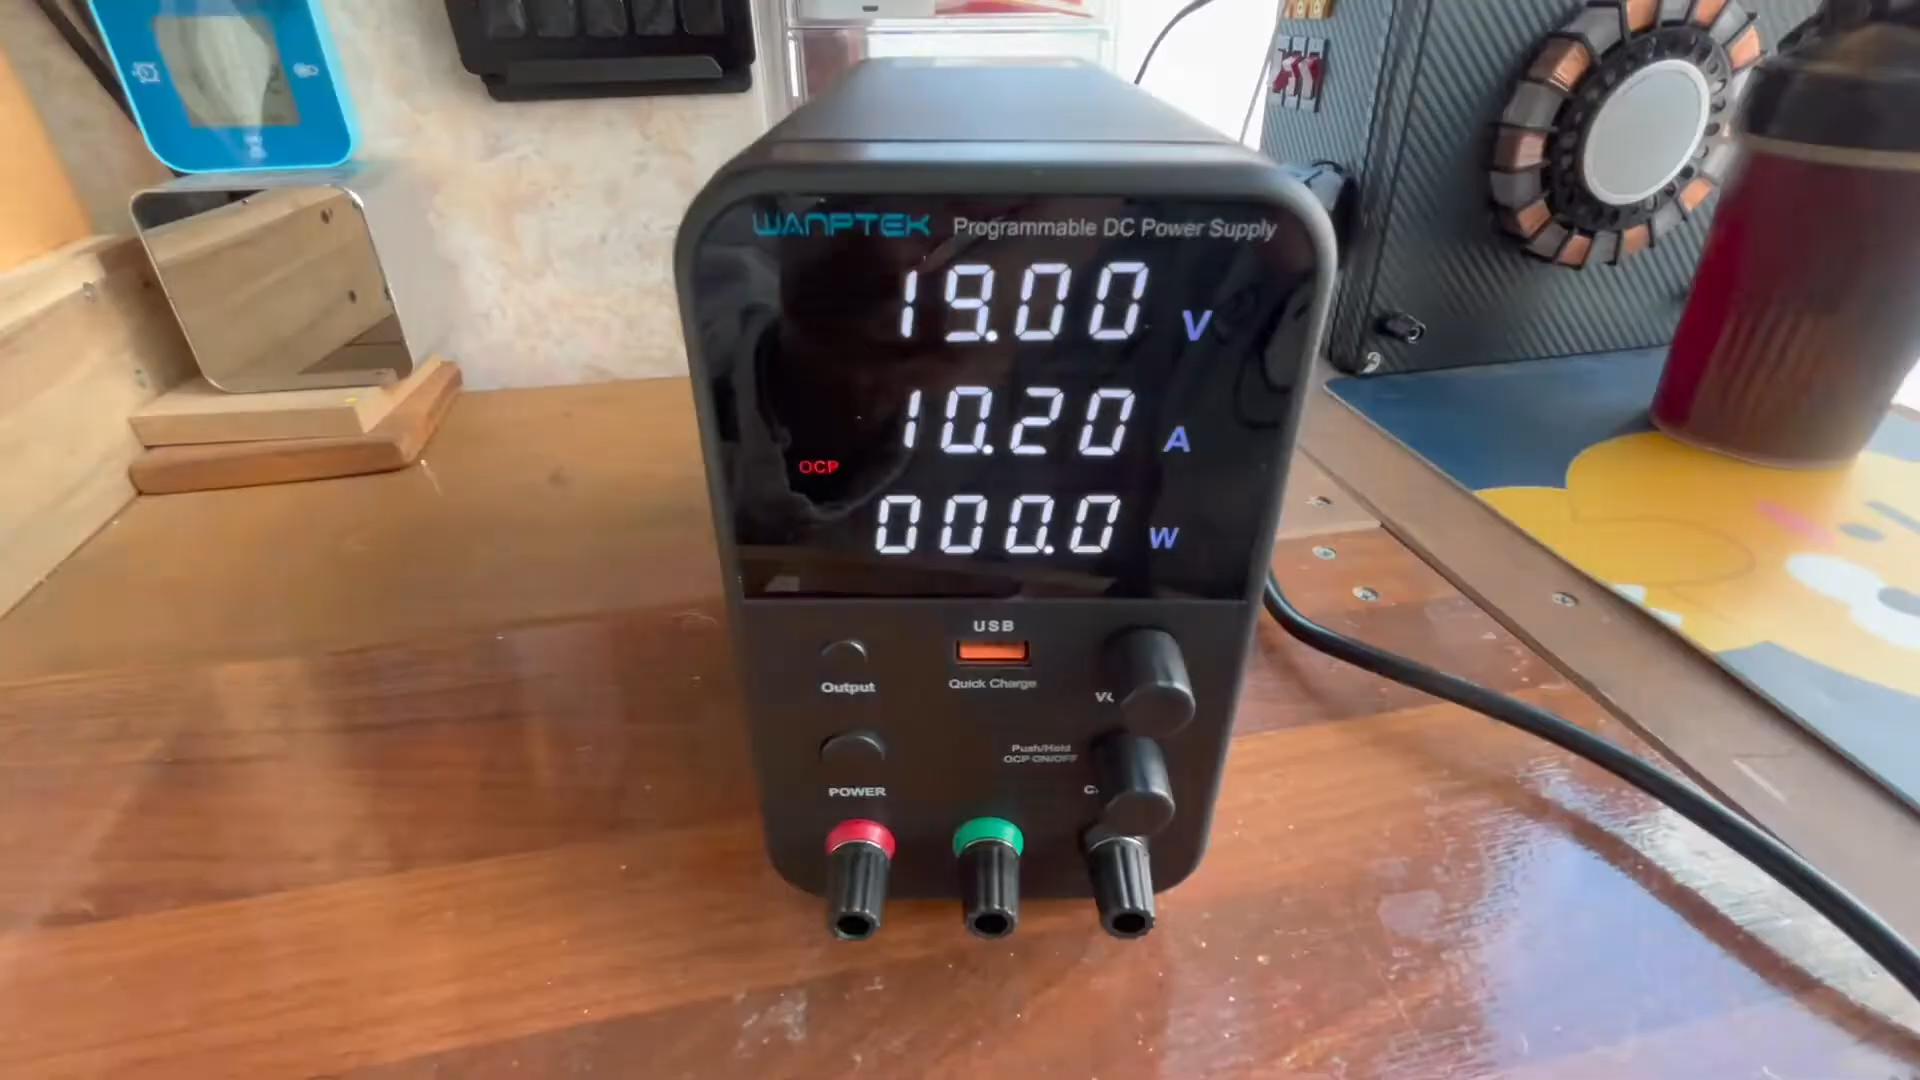 WANPTEK Programmable DC Power Supply
19.00 V
10.20 A
OCP
000.0 W
USB
Output
Quick Charge
Push/Hold
OCP ON/OFF
POWER